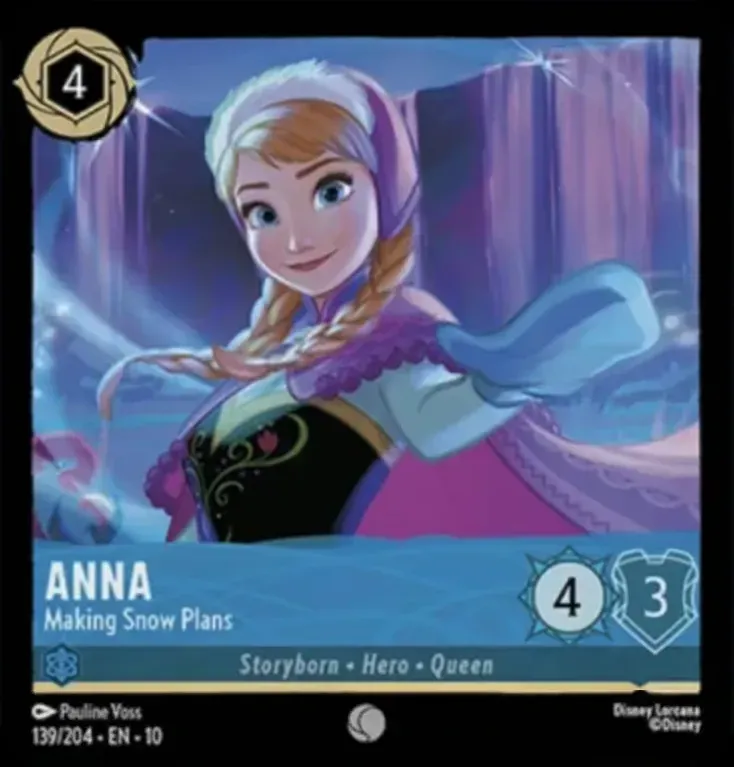 4
ANNA
Making Snow Plans
4 3
Storyborn • Hero • Queen
Pauline Voss
139/204 • EN • 10
Disney Lorcana
©Disney